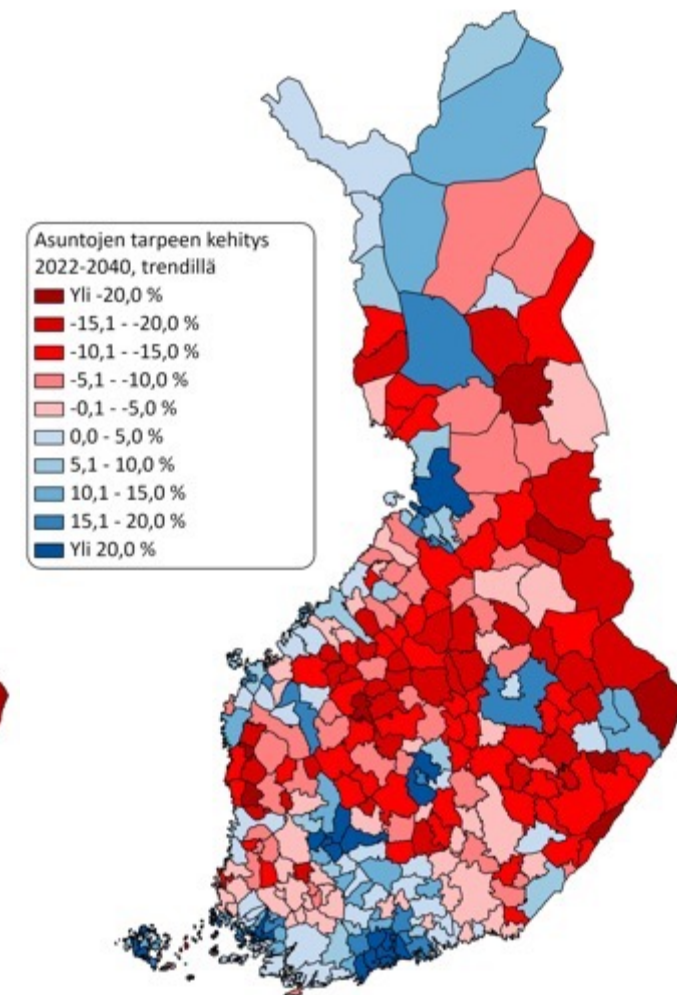 Asuntojen tarpeen kehitys
2022-2040, trendillä
Yli -20,0 %
-15,1 - -20,0 %
-10,1 - -15,0 %
-5,1 - -10,0 %
-0,1 - -5,0 %
0,0 - 5,0 %
5,1 - 10,0 %
10,1 - 15,0 %
15,1 - 20,0 %
Yli 20,0 %